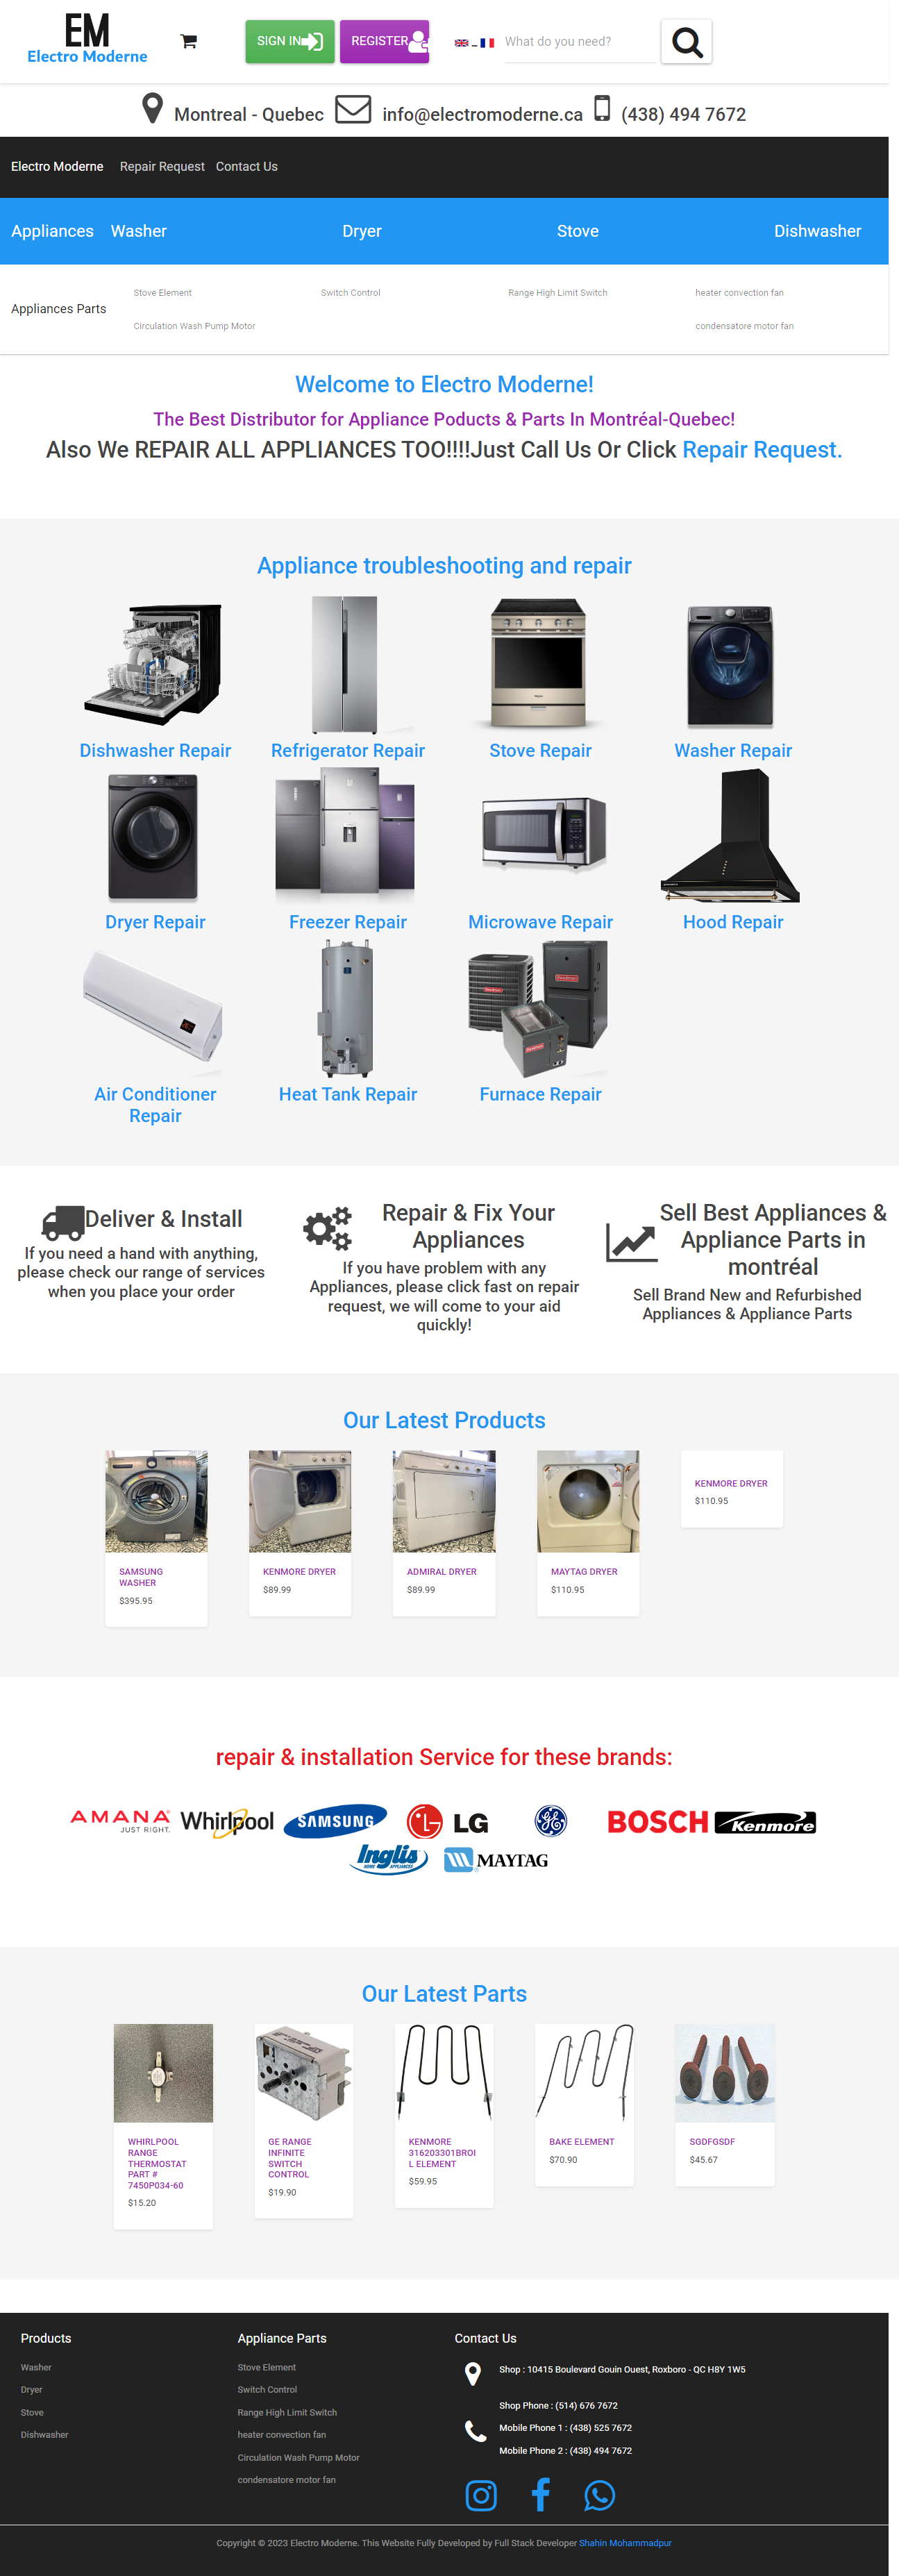 EM
Electro Moderne
SIGN IN
REGISTER
What do you need?
Montreal - Quebec info@electromoderne.ca (438) 494 7672
Electro Moderne Repair Request Contact Us
Appliances Washer Dryer Stove Dishwasher
Appliances Parts
Stove Element Switch Control Range High Limit Switch heater convection fan
Circulation Wash Pump Motor condensatore motor fan
Welcome to Electro Moderne!
The Best Distributor for Appliance Poducts & Parts In Montréal-Quebec!
Also We REPAIR ALL APPLIANCES TOO!!!!Just Call Us Or Click Repair Request.
Appliance troubleshooting and repair
Dishwasher Repair Refrigerator Repair Stove Repair Washer Repair
Dryer Repair Freezer Repair Microwave Repair Hood Repair
Air Conditioner
Repair
Heat Tank Repair Furnace Repair
Deliver & Install
If you need a hand with anything,
please check our range of services
when you place your order
Repair & Fix Your
Appliances
If you have problem with any
Appliances, please click fast on repair
request, we will come to your aid
quickly!
Sell Best Appliances &
Appliance Parts in
montréal
Sell Brand New and Refurbished
Appliances & Appliance Parts
Our Latest Products
SAMSUNG
WASHER
$395.95
KENMORE DRYER
$89.99
ADMIRAL DRYER
$89.99
MAYTAG DRYER
$110.95
KENMORE DRYER
$110.95
repair & installation Service for these brands:
AMANA
JUST RIGHT.
Whirlpool
SAMSUNG
LG
GE
BOSCH
Kenmore
Inglis
HOME APPLIANCES
MAYTAG
Our Latest Parts
WHIRLPOOL
RANGE
THERMOSTAT
PART #
7450P034-60
$15.20
GE RANGE
INFINITE
SWITCH
CONTROL
$19.90
KENMORE
316203301BROI
L ELEMENT
$59.95
BAKE ELEMENT
$70.90
SGDFGSDF
$45.67
Products
Washer
Dryer
Stove
Dishwasher
Appliance Parts
Stove Element
Switch Control
Range High Limit Switch
heater convection fan
Circulation Wash Pump Motor
condensatore motor fan
Contact Us
Shop : 10415 Boulevard Gouin Ouest, Roxboro - QC H8Y 1W5
Shop Phone : (514) 676 7672
Mobile Phone 1 : (438) 525 7672
Mobile Phone 2 : (438) 494 7672
Copyright © 2023 Electro Moderne. This Website Fully Developed by Full Stack Developer Shahin Mohammadpur